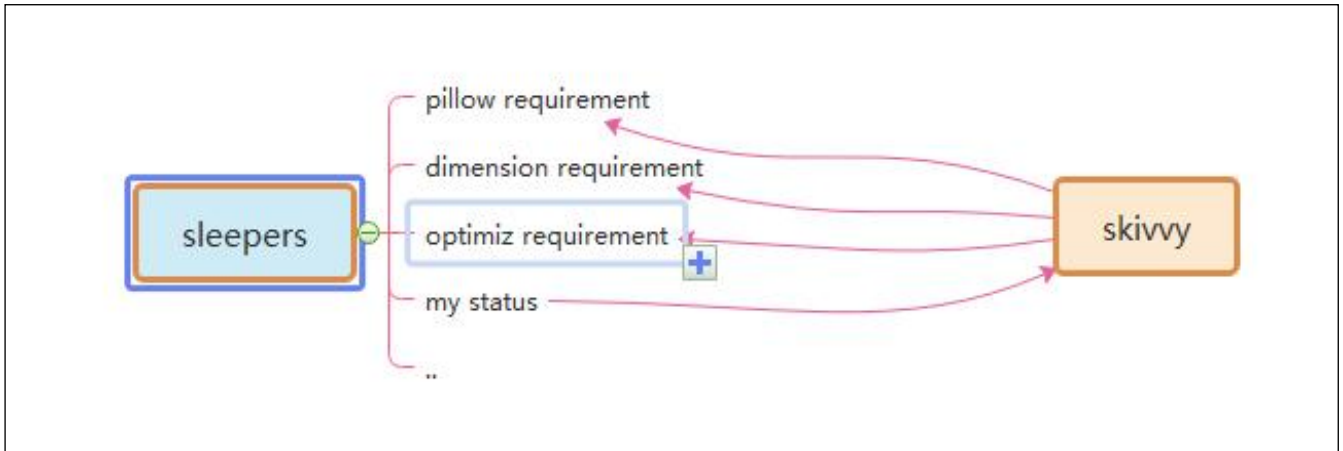 pillow requirement
dimension requirement
sleepers
optimiz requirement
skivvy
my status
..